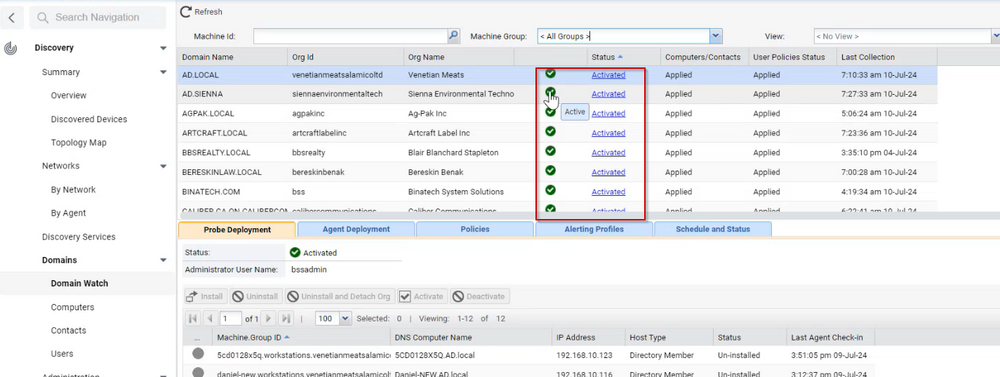 Search Navigation
Refresh
Machine Id:
Machine Group: < All Groups >
View: < No View >
Discovery
Summary
Overview
Discovered Devices
Topology Map
Networks
By Network
By Agent
Discovery Services
Domains
Domain Watch
Computers
Contacts
Users
Administration
Domain Name Org Id Org Name Status Computers/Contacts User Policies Status Last Collection
AD.LOCAL venetianmeatsalamicoltd Venetian Meats Activated Applied Applied 7:10:33 am 10-Jul-24
AD.SIENNA siennaenvironmentaltech Sienna Environmental Techno Activated Applied Applied 7:27:33 am 10-Jul-24
Active
AGPAK.LOCAL agpakinc Ag-Pak Inc Activated Applied Applied 5:06:24 am 10-Jul-24
ARTCRAFT.LOCAL artcraftlabelinc Artcraft Label Inc Activated Applied Applied 7:23:36 am 10-Jul-24
BBSREALTY.LOCAL bbsrealty Blair Blanchard Stapleton Activated Applied Applied 3:35:10 pm 04-Jul-24
BERESKINLAW.LOCAL bereskinbenak Bereskin Benak Activated Applied Applied 7:00:28 am 10-Jul-24
BINATECH.COM bss Binatech System Solutions Activated Applied Applied 4:19:34 am 10-Jul-24
CALIBER.CA ON CALIBERCOM calibercommunications Caliber Communications Activated Applied Applied 6:22:41 am 10-Jul-24
Probe Deployment Agent Deployment Policies Alerting Profiles Schedule and Status
Status: Activated
Administrator User Name: bssadmin
Install Uninstall Uninstall and Detach Org Activate Deactivate
1 of 1 100 Selected: 0 | Viewing: 1-12 of 12
... Machine.Group ID DNS Computer Name IP Address Host Type Status Last Agent Check-in
5cd0128x5q.workstations.venetianmeatsalamico 5CD0128X5Q.AD.local 192.168.10.123 Directory Member Un-installed 3:51:05 pm 09-Jul-24
daniel-new.workstations.venetianmeatsalamicolt Daniel-NEW.AD.local 192.168.10.116 Directory Member Un-installed 3:12:37 pm 09-Jul-24